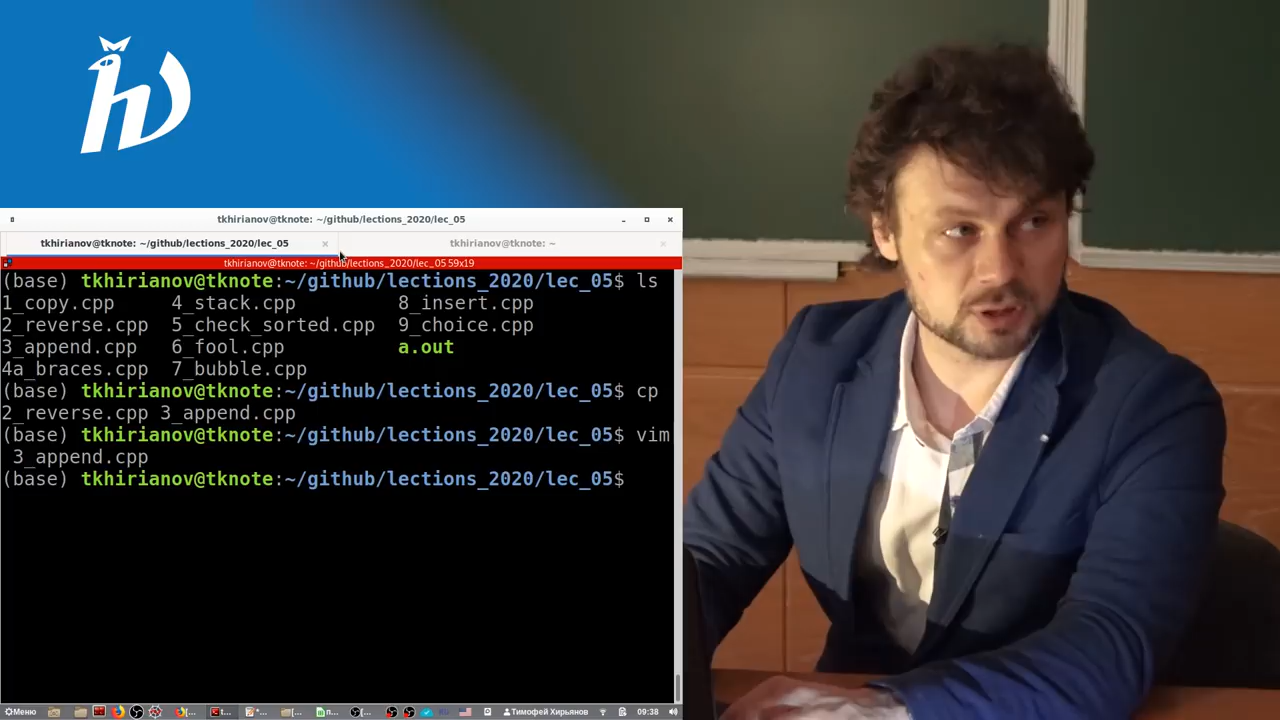 tkhirianov@tknote: ~/github/lections_2020/lec_05
tkhirianov@tknote: ~/github/lections_2020/lec_05
tkhirianov@tknote: ~
tkhirianov@tknote: ~/github/lections_2020/lec_05 59x19
(base) tkhirianov@tknote:~/github/lections_2020/lec_05$ ls
1_copy.cpp 4_stack.cpp 8_insert.cpp
2_reverse.cpp 5_check_sorted.cpp 9_choice.cpp
3_append.cpp 6_fool.cpp a.out
4a_braces.cpp 7_bubble.cpp
(base) tkhirianov@tknote:~/github/lections_2020/lec_05$ cp
2_reverse.cpp 3_append.cpp
(base) tkhirianov@tknote:~/github/lections_2020/lec_05$ vim
3_append.cpp
(base) tkhirianov@tknote:~/github/lections_2020/lec_05$
Меню Тимофей Хирьянов 09:38